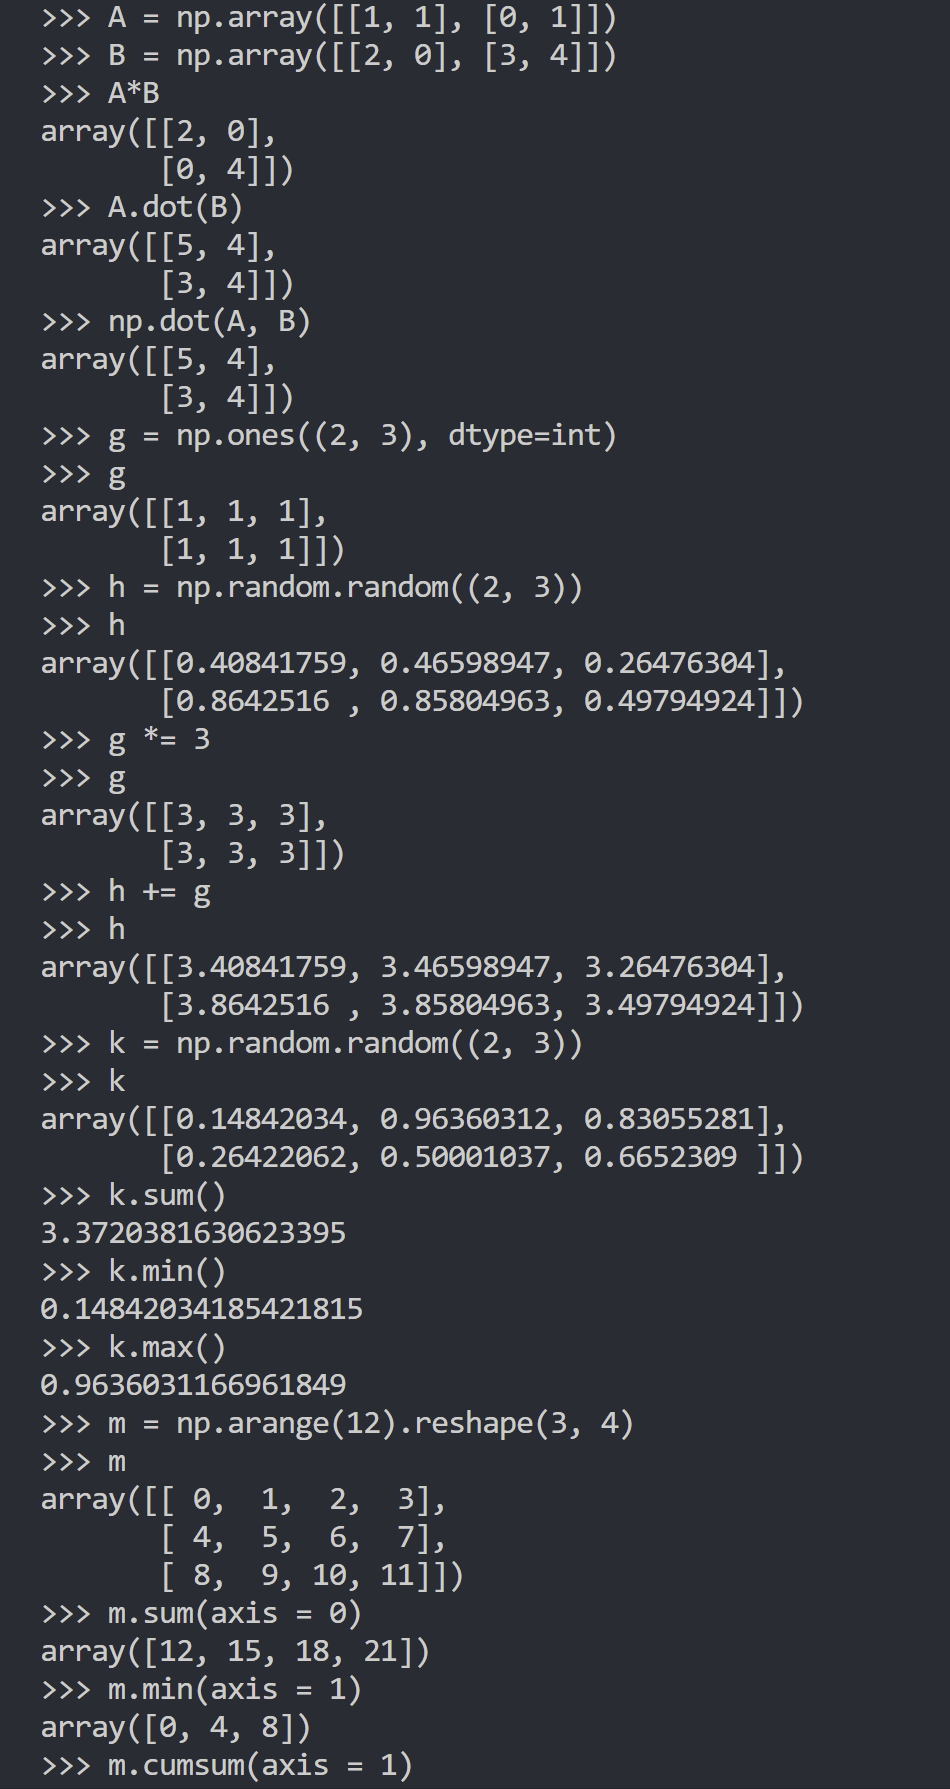 >>> A = np.array([[1, 1], [0, 1]])
>>> B = np.array([[2, 0], [3, 4]])
>>> A*B
array([[2, 0],
       [0, 4]])
>>> A.dot(B)
array([[5, 4],
       [3, 4]])
>>> np.dot(A, B)
array([[5, 4],
       [3, 4]])
>>> g = np.ones((2, 3), dtype=int)
>>> g
array([[1, 1, 1],
       [1, 1, 1]])
>>> h = np.random.random((2, 3))
>>> h
array([[0.40841759, 0.46598947, 0.26476304],
       [0.8642516 , 0.85804963, 0.49794924]])
>>> g *= 3
>>> g
array([[3, 3, 3],
       [3, 3, 3]])
>>> h += g
>>> h
array([[3.40841759, 3.46598947, 3.26476304],
       [3.8642516 , 3.85804963, 3.49794924]])
>>> k = np.random.random((2, 3))
>>> k
array([[0.14842034, 0.96360312, 0.83055281],
       [0.26422062, 0.50001037, 0.6652309 ]])
>>> k.sum()
3.3720381630623395
>>> k.min()
0.14842034185421815
>>> k.max()
0.9636031166961849
>>> m = np.arange(12).reshape(3, 4)
>>> m
array([[ 0,  1,  2,  3],
       [ 4,  5,  6,  7],
       [ 8,  9, 10, 11]])
>>> m.sum(axis = 0)
array([12, 15, 18, 21])
>>> m.min(axis = 1)
array([0, 4, 8])
>>> m.cumsum(axis = 1)